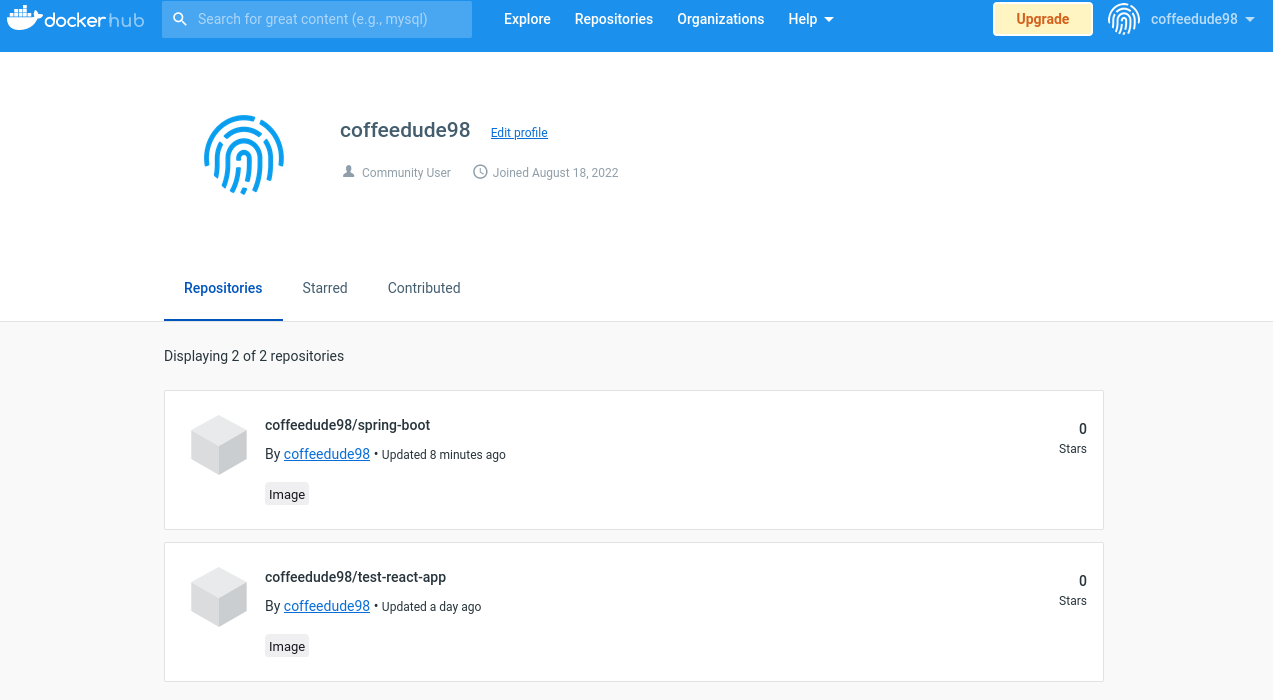 docker hub Search for great content (e.g., mysql) Explore Repositories Organizations Help Upgrade coffeedude98
coffeedude98 Edit profile
Community User Joined August 18, 2022
Repositories Starred Contributed
Displaying 2 of 2 repositories
coffeedude98/spring-boot
0
By coffeedude98 • Updated 8 minutes ago
Stars
Image
coffeedude98/test-react-app
0
By coffeedude98 • Updated a day ago
Stars
Image